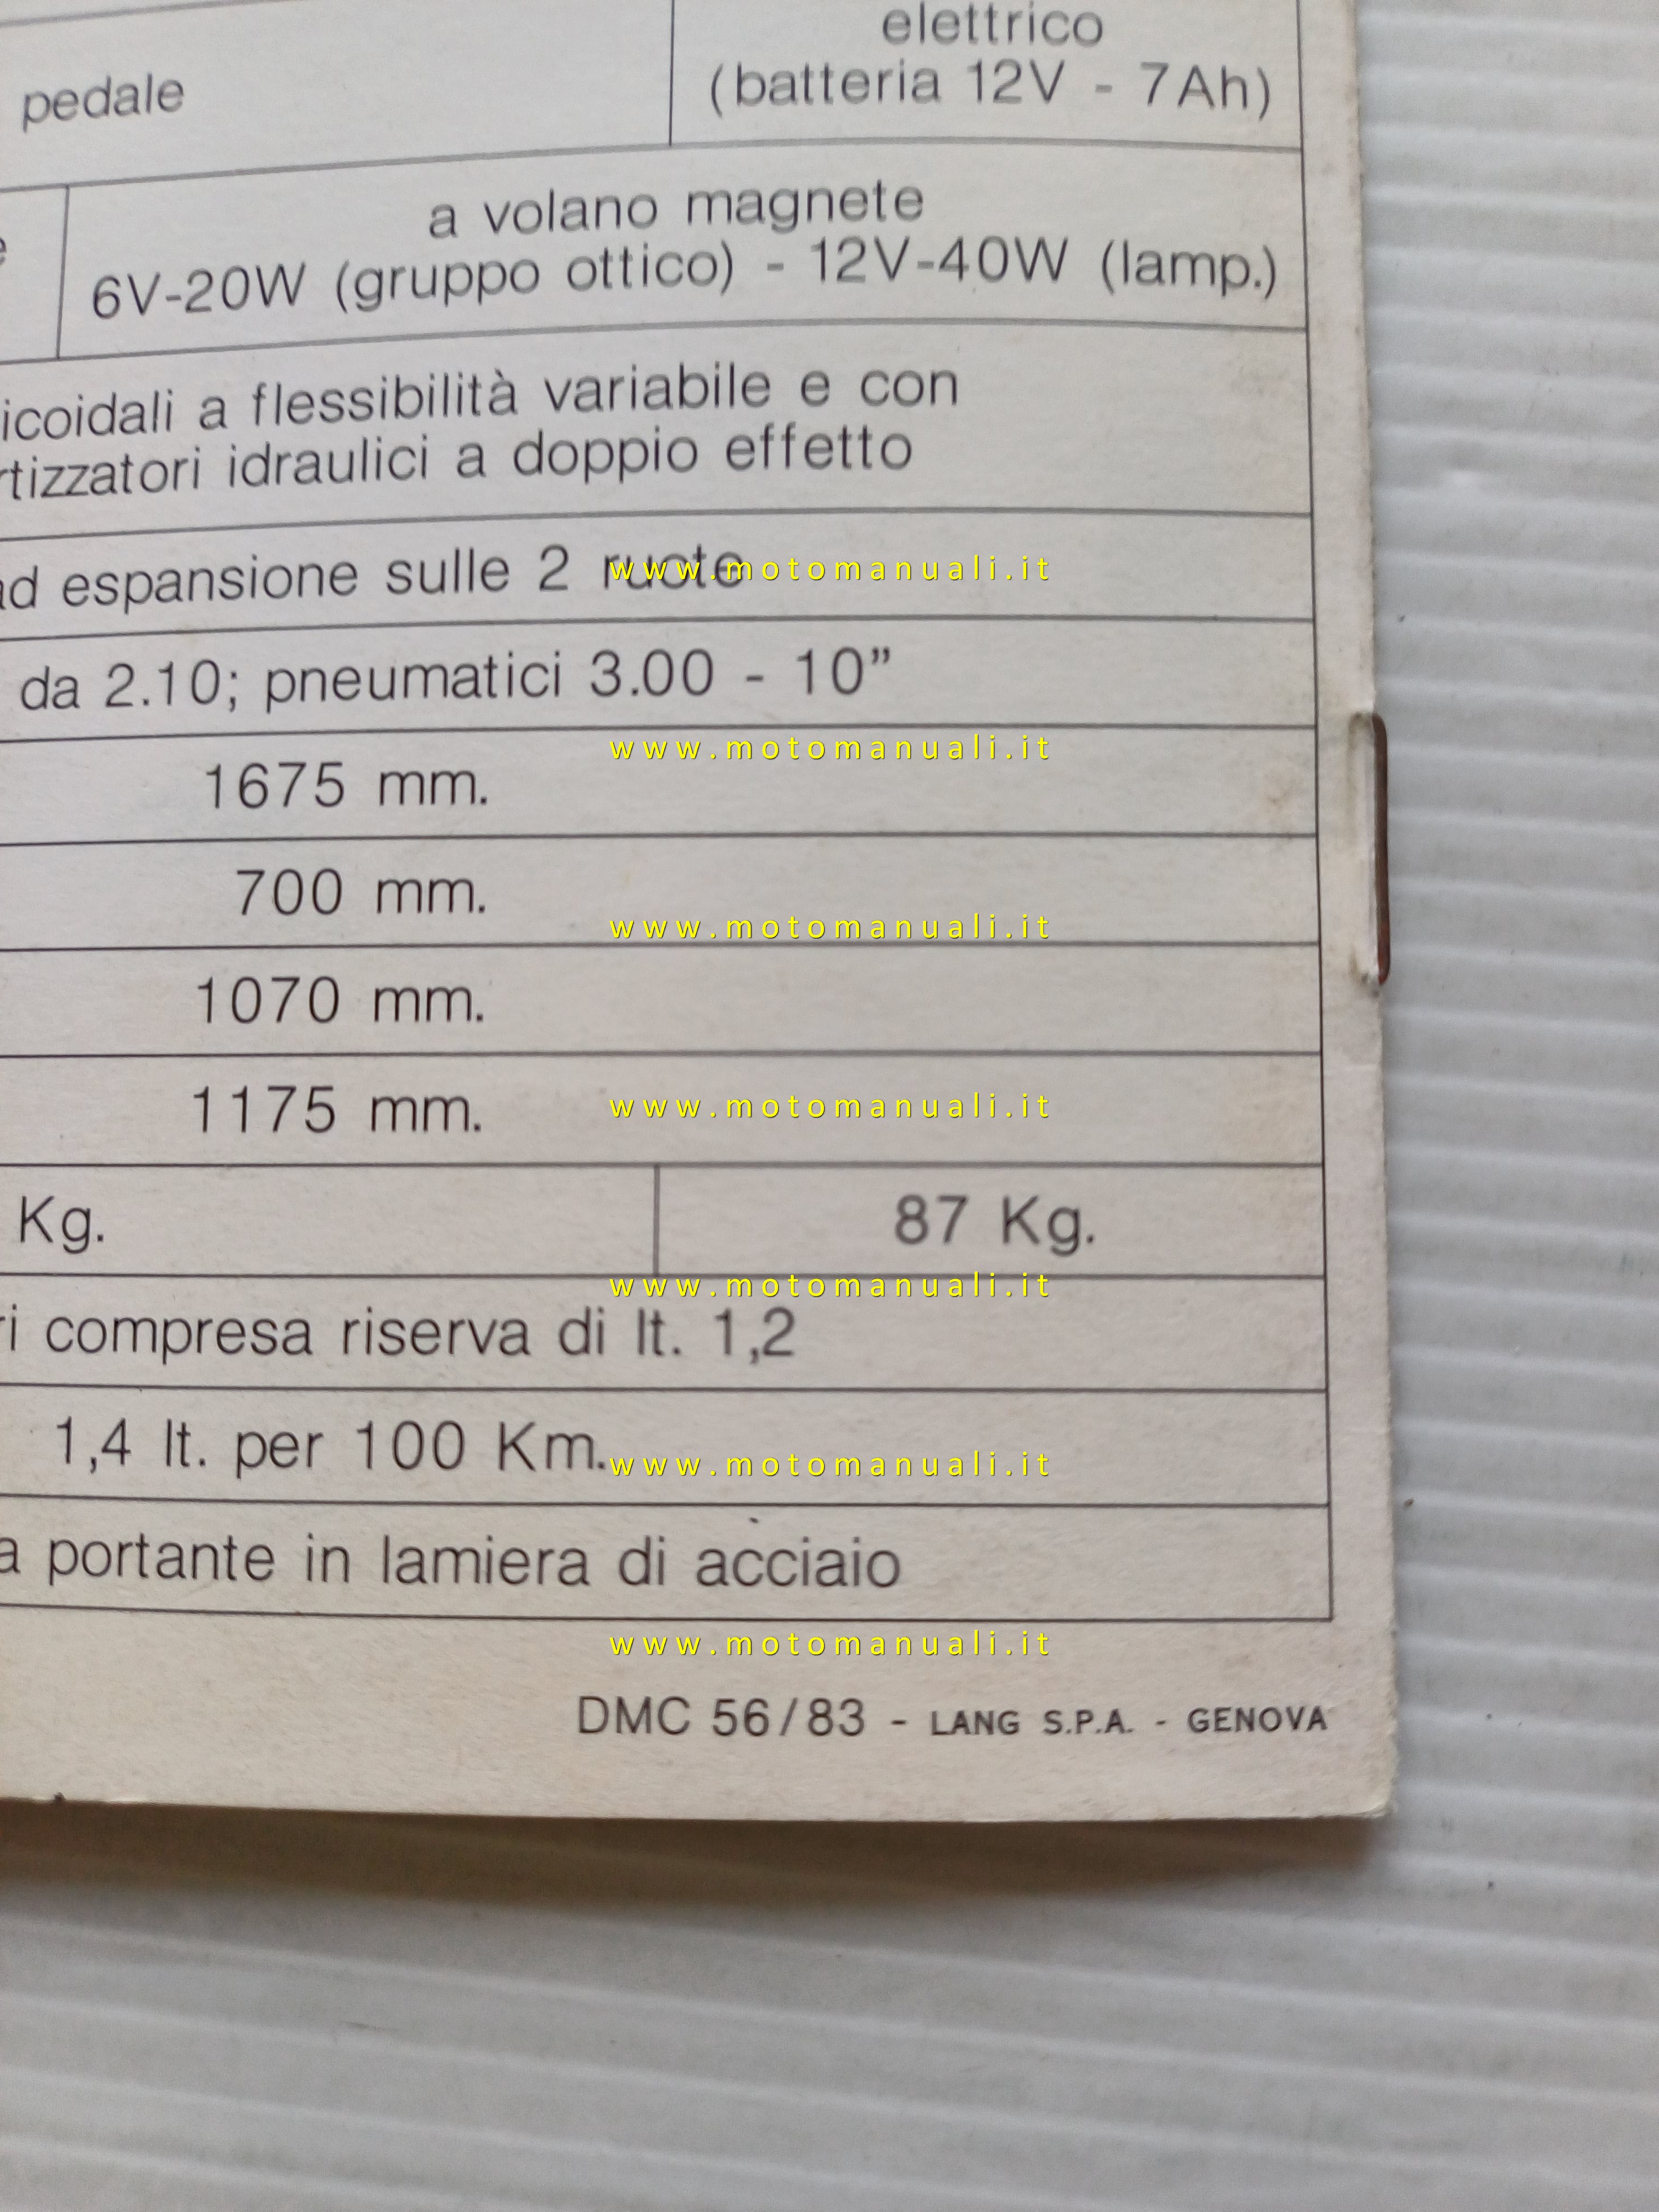 elettrico
pedale
(batteria 12V - 7Ah)
a volano magnete
6V-20W (gruppo ottico) - 12V-40W (lamp.)
icoidali a flessibilità variabile e con
rtizzatori idraulici a doppio effetto
ad espansione sulle 2 ruote
www.motomanuali.it
da 2.10; pneumatici 3.00 - 10”
www.motomanuali.it
1675 mm.
700 mm.
www.motomanuali.it
1070 mm.
1175 mm.
www.motomanuali.it
Kg.
87 Kg.
www.motomanuali.it
ri compresa riserva di lt. 1,2
1,4 lt. per 100 Km.
www.motomanuali.it
a portante in lamiera di acciaio
www.motomanuali.it
DMC 56/83 - LANG S.P.A. - GENOVA